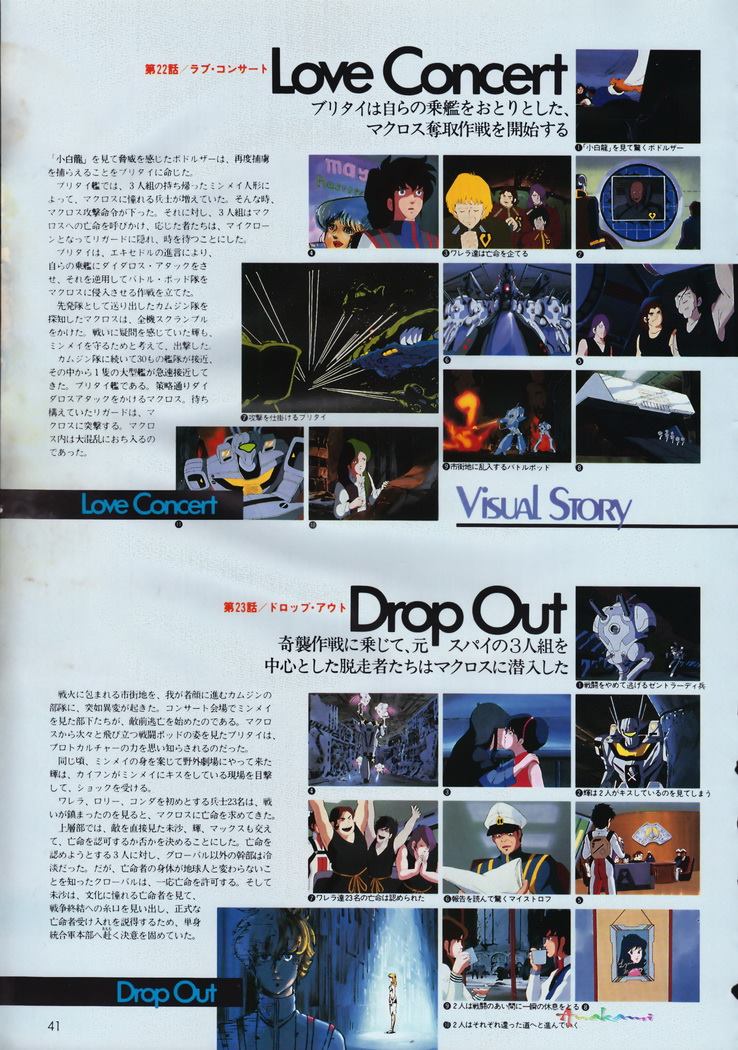 第22話/ラブ・コンサート
Love Concert
ブリタイは自らの乗艦をおとりとした、
マクロス奪取作戦を開始する
「小白龍」を見て脅威を感じたボドルザーは、再度捕虜
を捕らえることをブリタイに命じた。
ブリタイ艦では、3人組の持ち帰ったミンメイ人形に
よって、マクロスに憧れる兵士が増えていた。そんな時、
マクロス攻撃命令が下った。それに対し、3人組はマク
ロスへの亡命を呼びかけ、応じた者たちは、マイクロー
ンとなってリガードに隠れ、時を待つことにした。
ブリタイは、エキセドルの進言により、
自らの乗艦にダイダロス・アタックをさ
せ、それを逆用してバトル・ポッド隊を
マクロスに侵入させる作戦を立てた。
先発隊として送り出したカムジン隊を
探知したマクロスは、全機スクランブル
をかけた。戦いに疑問を感じていた輝も、
ミンメイを守るためと考えて、出撃した。
カムジン隊に続いて30もの艦隊が接近、
その中から1隻の大型艦が急速接近して
きた。ブリタイ艦である。策略通りダイ
ダロスアタックをかけるマクロス。待ち
構えていたリガードは、マ
クロスに突撃する。マクロ
ス内は大混乱におち入るの
であった。
❶「小白龍」を見て驚くボドルザー
may
❹
❸ワレラ達は亡命を企てる
❷
❼攻撃を仕掛けるブリタイ
❻
❺
❾市街地に乱入するバトルポッド
❽
Love Concert
⓫
❿
Visual Story
第23話/ドロップ・アウト
Drop Out
奇襲作戦に乗じて、元 スパイの3人組を
中心とした脱走者たちはマクロスに潜入した
戦火に包まれる市街地を、我が者顔に進むカムジンの
部隊に、突如異変が起きた。コンサート会場でミンメイ
を見た部下たちが、敵前逃亡を始めたのである。マクロ
スから次々と飛び立つ戦闘ポッドの姿を見たブリタイは、
プロトカルチャーの力を思い知らされるのだった。
同じ頃、ミンメイの身を案じて野外劇場にやって来た
輝は、カイフンがミンメイにキスをしている現場を目撃
して、ショックを受ける。
ワレラ、ロリー、コンダを初めとする兵士23名は、戦
いが鎮まったのを見ると、マクロスに亡命を求めてきた。
上層部では、敵を直接見た未沙、輝、マックスも交え
て、亡命を認可するか否かを決めることにした。亡命を
認めようとする3人に対し、グローバル以外の幹部は冷
淡だった。だが、亡命者の身体が地球人と変わらないこ
とを知ったグローバルは、一応亡命を許可する。そして
未沙は、文化に憧れる亡命者を見て、
戦争終結への糸口を見い出し、正式な
亡命者受け入れを説得するため、単身
統合軍本部へ赴く決意を固めていた。
❶戦闘をやめて逃げるゼントラーディ兵
❹
❸
❷輝は2人がキスしているのを見てしまう
❼ワレラ達23名の亡命は認められた
❻報告を読んで驚くマイストロフ
❺
❾2人は戦闘のあい間に一瞬の休息をとる
❽
❿2人はそれぞれ違った道へと進んでいく
Anakami
Drop Out
41